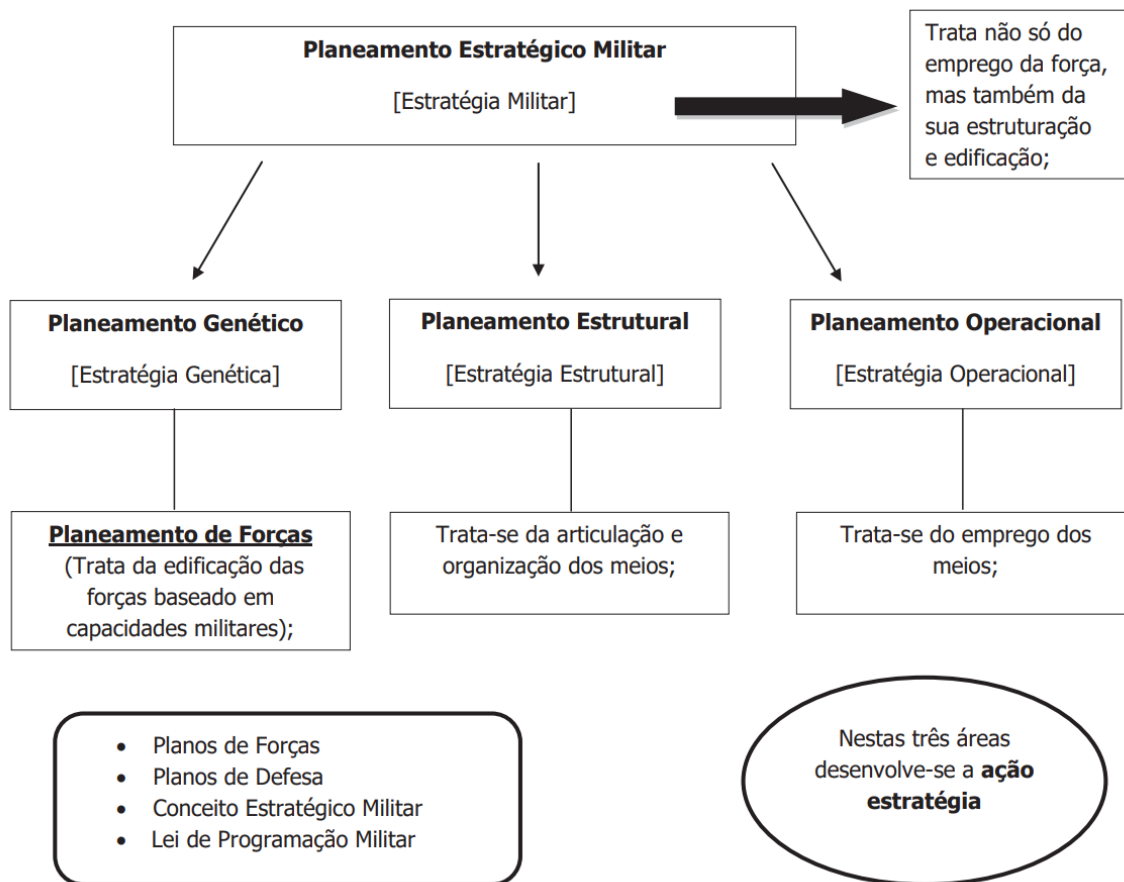 Planeamento Estratégico Militar
[Estratégia Militar]
Trata não só do
emprego da força,
mas também da
sua estruturação
e edificação;
Planeamento Genético
[Estratégia Genética]
Planeamento Estrutural
[Estratégia Estrutural]
Planeamento Operacional
[Estratégia Operacional]
Planeamento de Forças
(Trata da edificação das
forças baseado em
capacidades militares);
Trata-se da articulação e
organização dos meios;
Trata-se do emprego dos
meios;
• Planos de Forças
• Planos de Defesa
• Conceito Estratégico Militar
• Lei de Programação Militar
Nestas três áreas
desenvolve-se a ação
estratégia